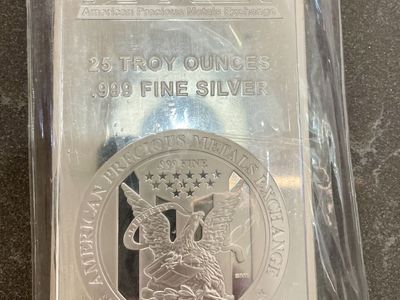 American Precious Metals Exchange
25 TROY OUNCES
.999 FINE SILVER
AMERICAN PRECIOUS METALS EXCHANGE
.999 FINE